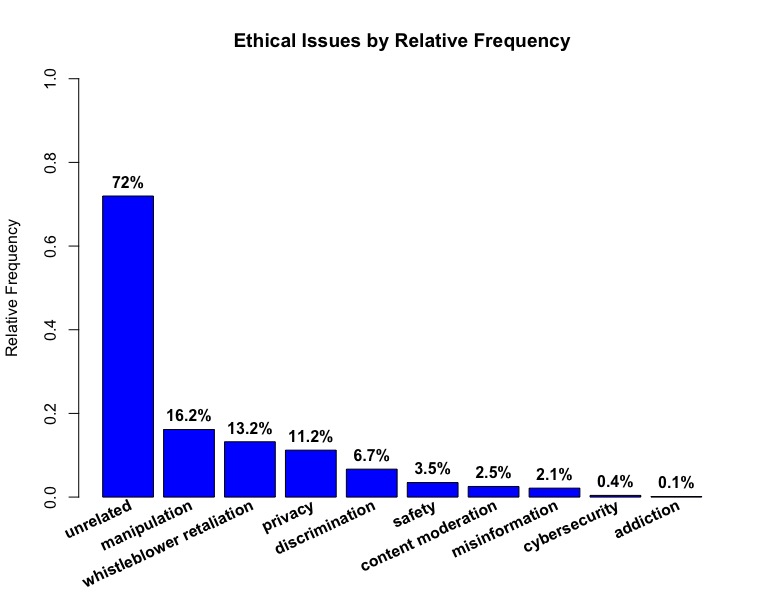 Ethical Issues by Relative Frequency
Relative Frequency
1.0
0.8
0.6
0.4
0.2
0.0
72%
16.2%
13.2%
11.2%
6.7%
3.5%
2.5%
2.1%
0.4%
0.1%
unrelated
manipulation
whistleblower retaliation
privacy
discrimination
safety
content moderation
misinformation
cybersecurity
addiction